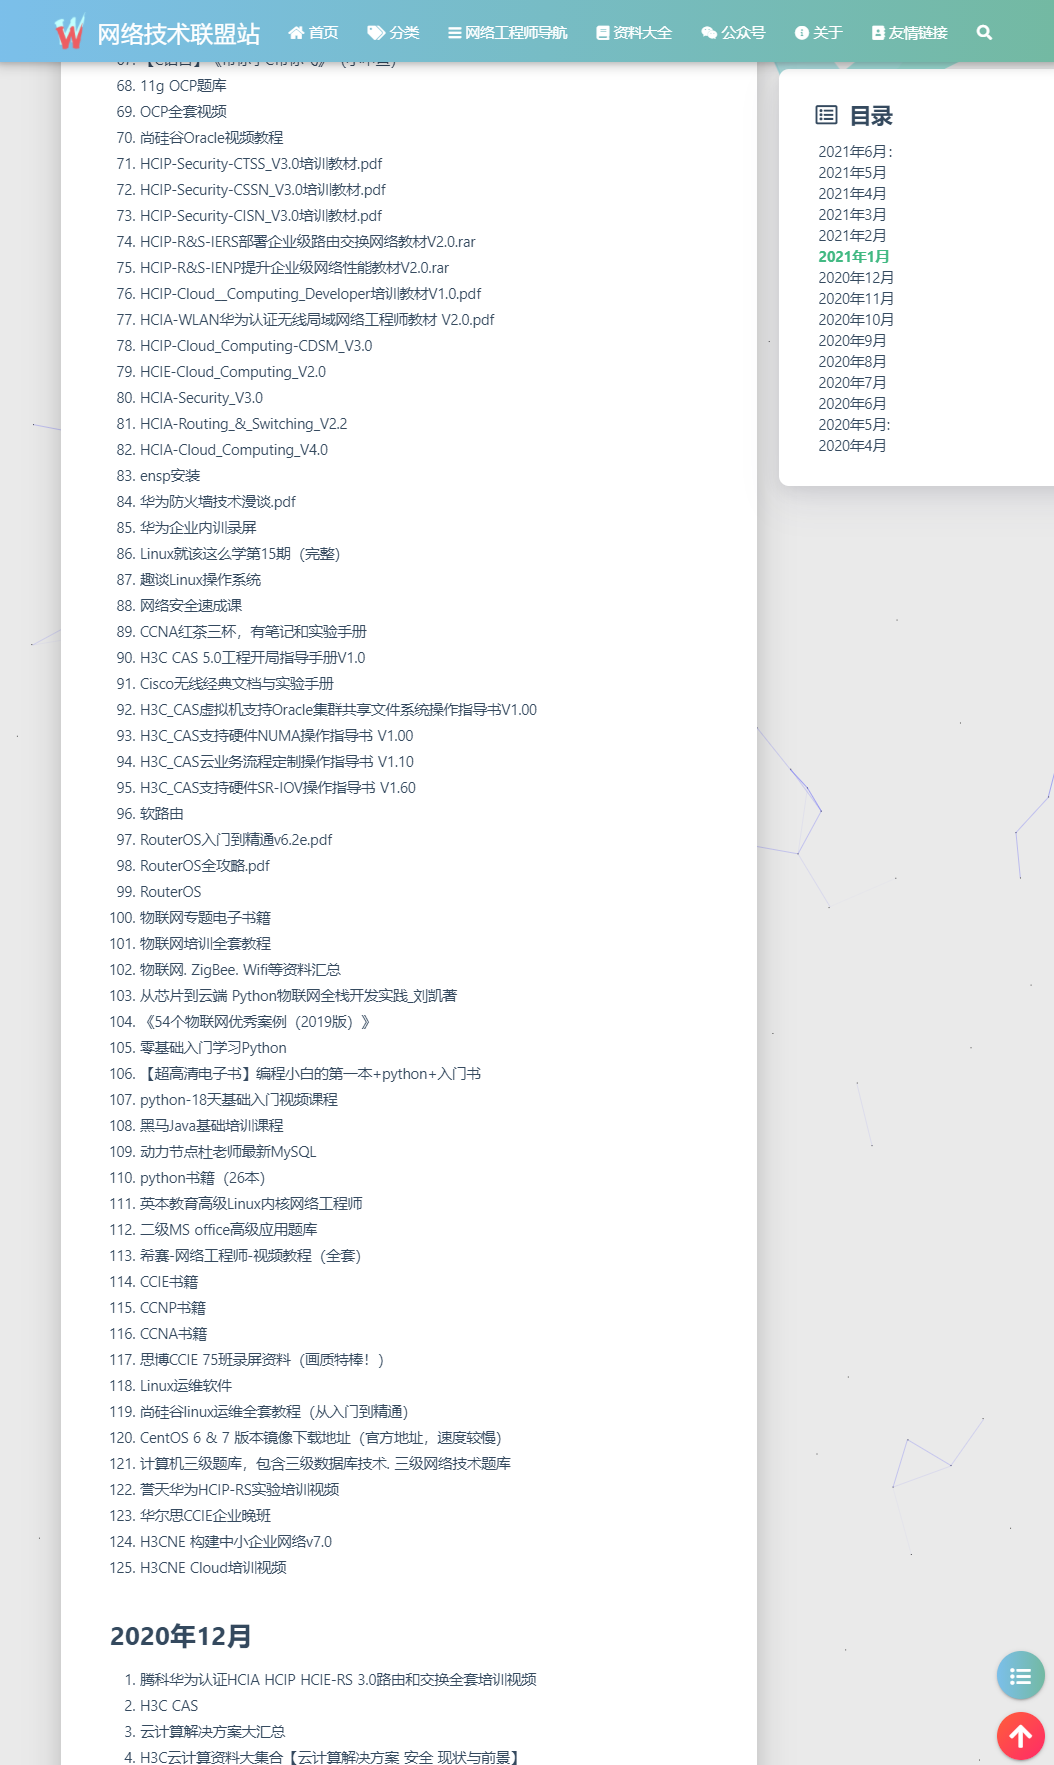 网络技术联盟站 首页 分类 网络工程师导航 资料大全 公众号 关于 友情链接
68. 11g OCP题库
69. OCP全套视频
70. 尚硅谷Oracle视频教程
71. HCIP-Security-CTSS_V3.0培训教材.pdf
72. HCIP-Security-CSSN_V3.0培训教材.pdf
73. HCIP-Security-CISN_V3.0培训教材.pdf
74. HCIP-R&S-IERS部署企业级路由交换网络教材V2.0.rar
75. HCIP-R&S-IENP提升企业级网络性能教材V2.0.rar
76. HCIP-Cloud__Computing_Developer培训教材V1.0.pdf
77. HCIA-WLAN华为认证无线局域网络工程师教材 V2.0.pdf
78. HCIP-Cloud_Computing-CDSM_V3.0
79. HCIE-Cloud_Computing_V2.0
80. HCIA-Security_V3.0
81. HCIA-Routing_&_Switching_V2.2
82. HCIA-Cloud_Computing_V4.0
83. ensp安装
84. 华为防火墙技术漫谈.pdf
85. 华为企业内训录屏
86. Linux就该这么学第15期（完整）
87. 趣谈Linux操作系统
88. 网络安全速成课
89. CCNA红茶三杯，有笔记和实验手册
90. H3C CAS 5.0工程开局指导手册V1.0
91. Cisco无线经典文档与实验手册
92. H3C_CAS虚拟机支持Oracle集群共享文件系统操作指导书V1.00
93. H3C_CAS支持硬件NUMA操作指导书 V1.00
94. H3C_CAS云业务流程定制操作指导书 V1.10
95. H3C_CAS支持硬件SR-IOV操作指导书 V1.60
96. 软路由
97. RouterOS入门到精通v6.2e.pdf
98. RouterOS全攻略.pdf
99. RouterOS
100. 物联网专题电子书籍
101. 物联网培训全套教程
102. 物联网. ZigBee. Wifi等资料汇总
103. 从芯片到云端 Python物联网全栈开发实践_刘凯著
104. 《54个物联网优秀案例（2019版）》
105. 零基础入门学习Python
106. 【超高清电子书】编程小白的第一本+python+入门书
107. python-18天基础入门视频课程
108. 黑马Java基础培训课程
109. 动力节点杜老师最新MySQL
110. python书籍（26本）
111. 英本教育高级Linux内核网络工程师
112. 二级MS office高级应用题库
113. 希赛-网络工程师-视频教程（全套）
114. CCIE书籍
115. CCNP书籍
116. CCNA书籍
117. 思博CCIE 75班录屏资料（画质特棒！）
118. Linux运维软件
119. 尚硅谷linux运维全套教程（从入门到精通）
120. CentOS 6 & 7 版本镜像下载地址（官方地址，速度较慢）
121. 计算机三级题库，包含三级数据库技术. 三级网络技术题库
122. 誉天华为HCIP-RS实验培训视频
123. 华尔思CCIE企业晚班
124. H3CNE 构建中小企业网络v7.0
125. H3CNE Cloud培训视频
2020年12月
1. 腾科华为认证HCIA HCIP HCIE-RS 3.0路由和交换全套培训视频
2. H3C CAS
3. 云计算解决方案大汇总
4. H3C云计算资料大集合【云计算解决方案 安全 现状与前景】
目录
2021年6月：
2021年5月
2021年4月
2021年3月
2021年2月
2021年1月
2020年12月
2020年11月
2020年10月
2020年9月
2020年8月
2020年7月
2020年6月
2020年5月:
2020年4月